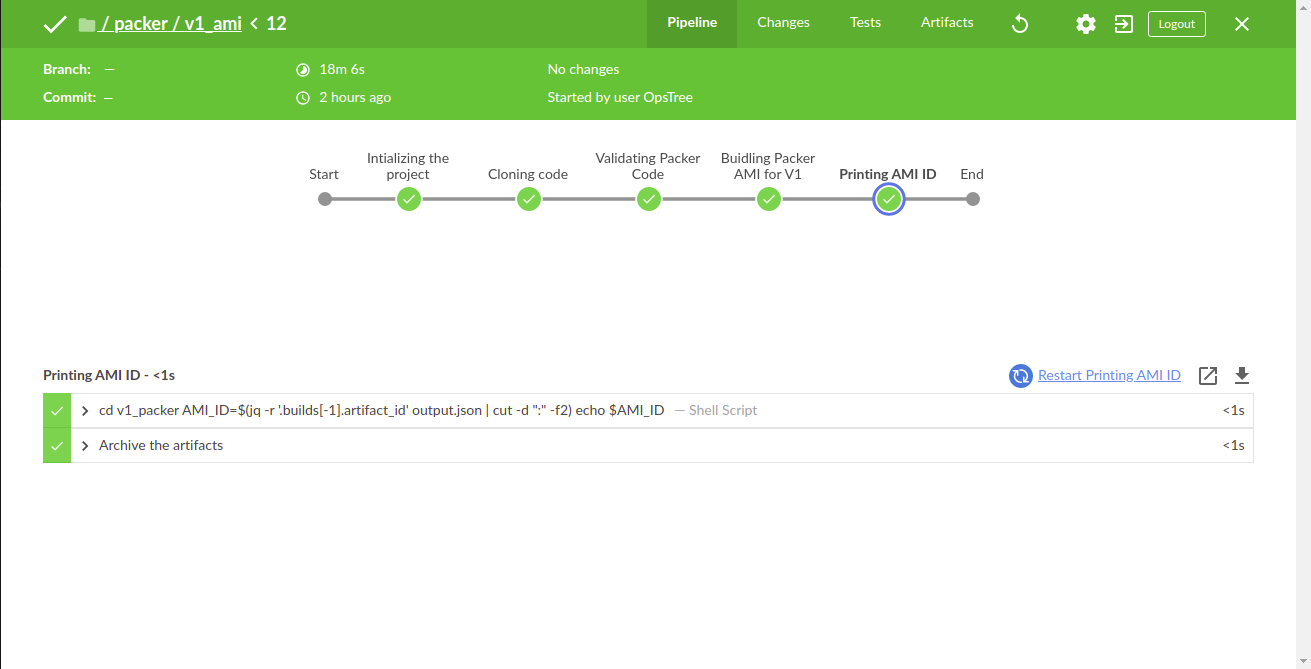 / packer / v1_ami < 12
Pipeline
Changes
Tests
Artifacts
Logout
Branch: —
18m 6s
No changes
Commit: —
2 hours ago
Started by user OpsTree
Start
Intializing the
project
Cloning code
Validating Packer
Code
Buidling Packer
AMI for V1
Printing AMI ID
End
Printing AMI ID - <1s
Restart Printing AMI ID
cd v1_packer AMI_ID=$(jq -r '.builds[-1].artifact_id' output.json | cut -d ":" -f2) echo $AMI_ID — Shell Script
<1s
Archive the artifacts
<1s